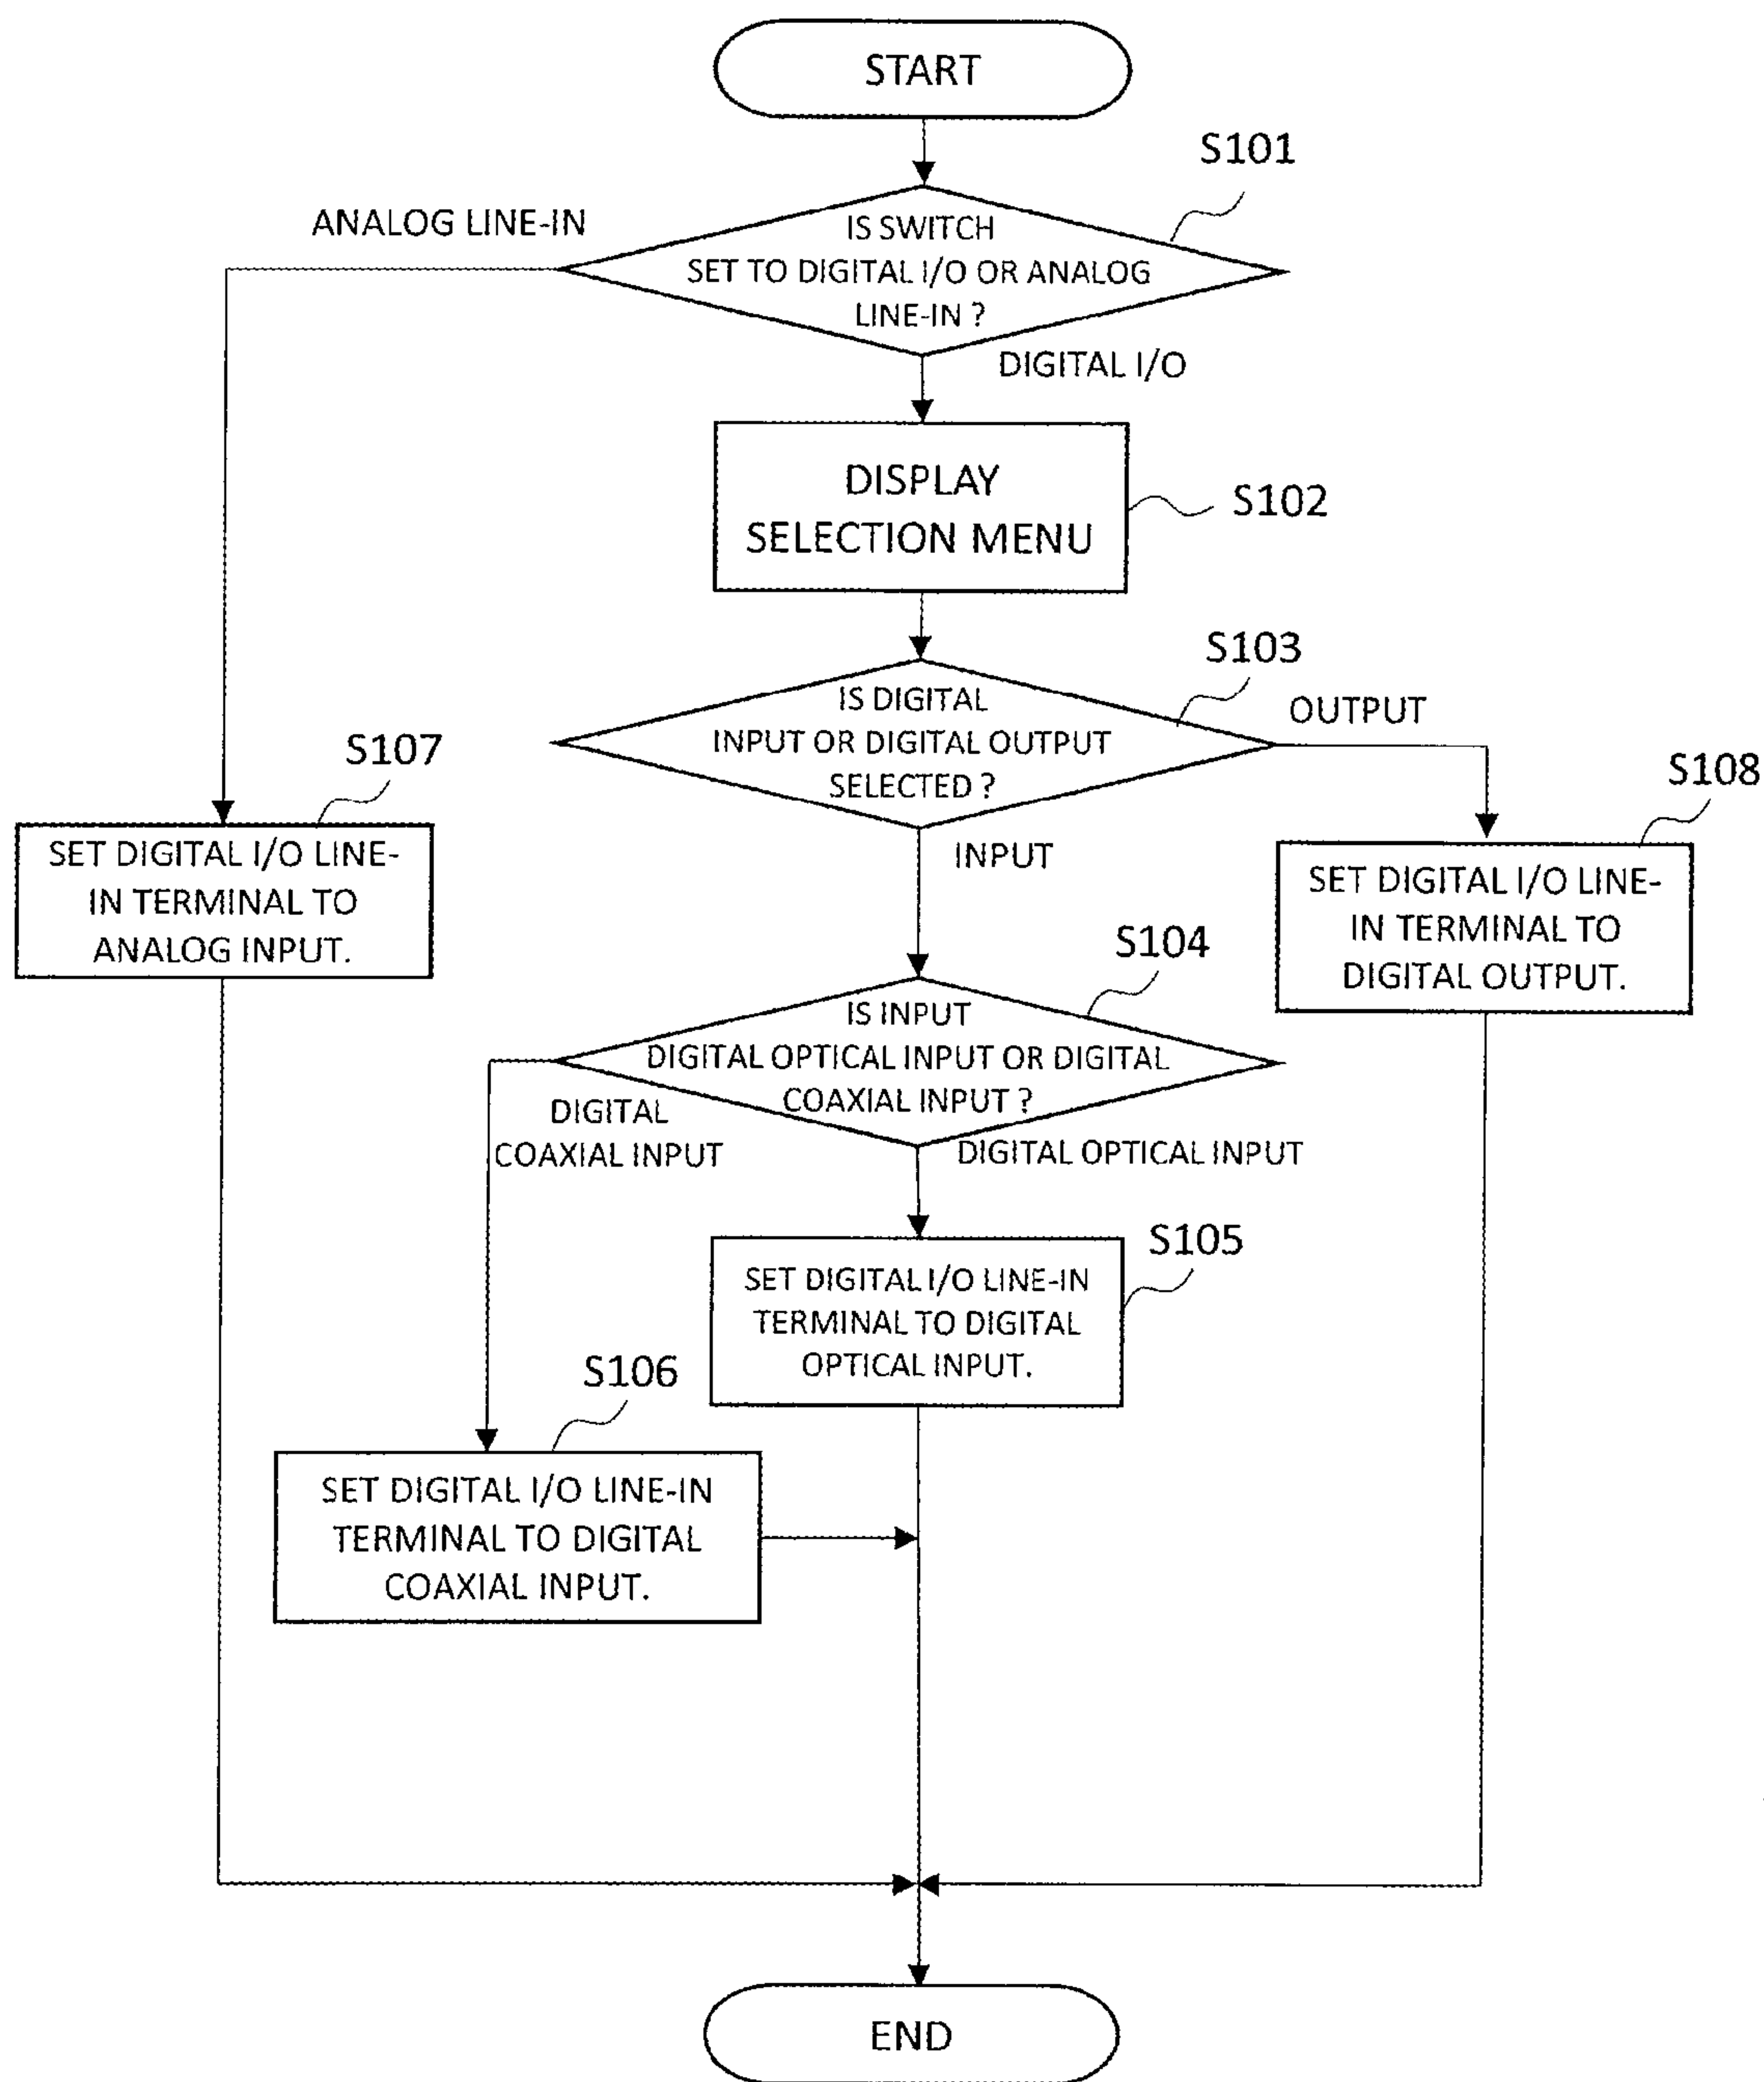 START
S101
ANALOG LINE-IN
IS SWITCH
SET TO DIGITAL I/O OR ANALOG
LINE-IN ?
DIGITAL I/O
DISPLAY
SELECTION MENU
S102
S103
IS DIGITAL
INPUT OR DIGITAL OUTPUT
SELECTED ?
OUTPUT
S107
SET DIGITAL I/O LINE-
IN TERMINAL TO
ANALOG INPUT.
INPUT
S108
SET DIGITAL I/O LINE-
IN TERMINAL TO
DIGITAL OUTPUT.
S104
IS INPUT
DIGITAL OPTICAL INPUT OR DIGITAL
COAXIAL INPUT ?
DIGITAL
COAXIAL INPUT
DIGITAL OPTICAL INPUT
S105
SET DIGITAL I/O LINE-IN
TERMINAL TO DIGITAL
OPTICAL INPUT.
S106
SET DIGITAL I/O LINE-IN
TERMINAL TO DIGITAL
COAXIAL INPUT.
END